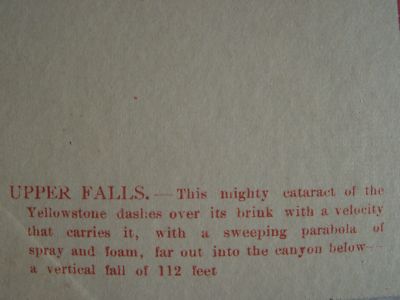 UPPER FALLS. — This mighty cataract of the
Yellowstone dashes over its brink with a velocity
that carries it, with a sweeping parabola of
spray and foam, far out into the canyon below—
a vertical fall of 112 feet